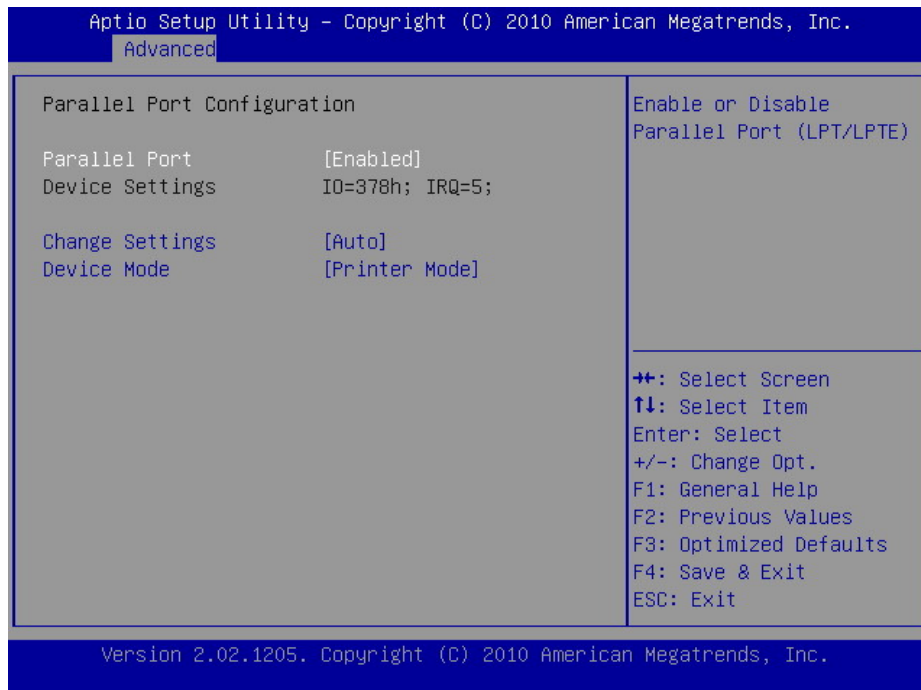 Aptio Setup Utility – Copyright (C) 2010 American Megatrends, Inc.
Advanced
Parallel Port Configuration
Parallel Port [Enabled]
Device Settings IO=378h; IRQ=5;
Change Settings [Auto]
Device Mode [Printer Mode]
Enable or Disable
Parallel Port (LPT/LPTE)
→←: Select Screen
↑↓: Select Item
Enter: Select
+/-: Change Opt.
F1: General Help
F2: Previous Values
F3: Optimized Defaults
F4: Save & Exit
ESC: Exit
Version 2.02.1205. Copyright (C) 2010 American Megatrends, Inc.